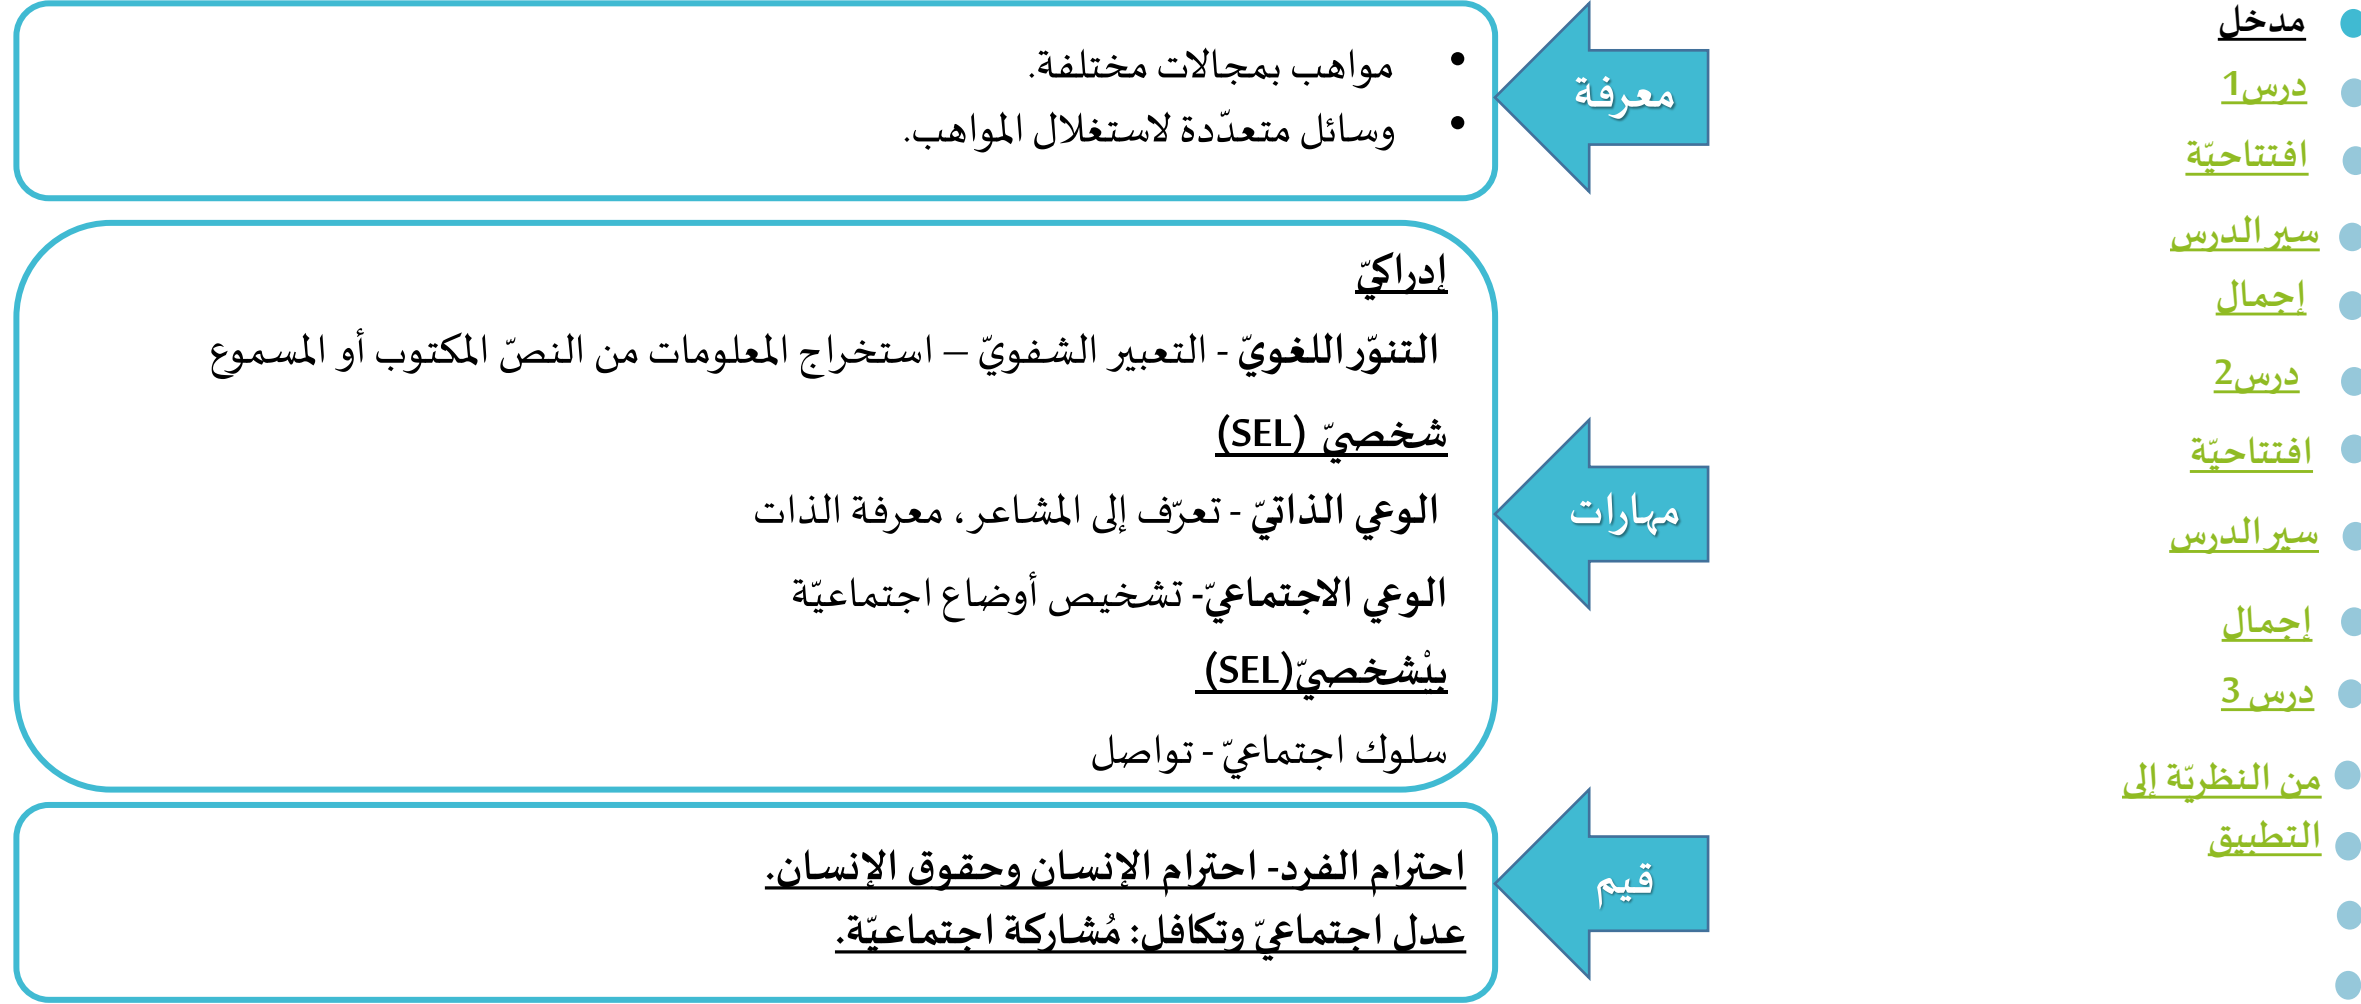 مدخل
درس1
افتتاحيّة
سير الدرس
إجمال
درس2
افتتاحيّة
سير الدرس
إجمال
درس 3
من النظريّة إلى
التطبيق
معرفة
• مواهب بمجالات مختلفة.
• وسائل متعدّدة لاستغلال المواهب.
مهارات
إدراكيّ
التنوّر اللغويّ - التعبير الشفويّ – استخراج المعلومات من النصّ المكتوب أو المسموع
شخصيّ (SEL)
الوعي الذاتيّ - تعرّف إلى المشاعر، معرفة الذات
الوعي الاجتماعيّ- تشخيص أوضاع اجتماعيّة
بيْشخصيّ(SEL)
سلوك اجتماعيّ - تواصل
قيم
احترام الفرد- احترام الإنسان وحقوق الإنسان.
عدل اجتماعيّ وتكافل: مُشاركة اجتماعيّة.